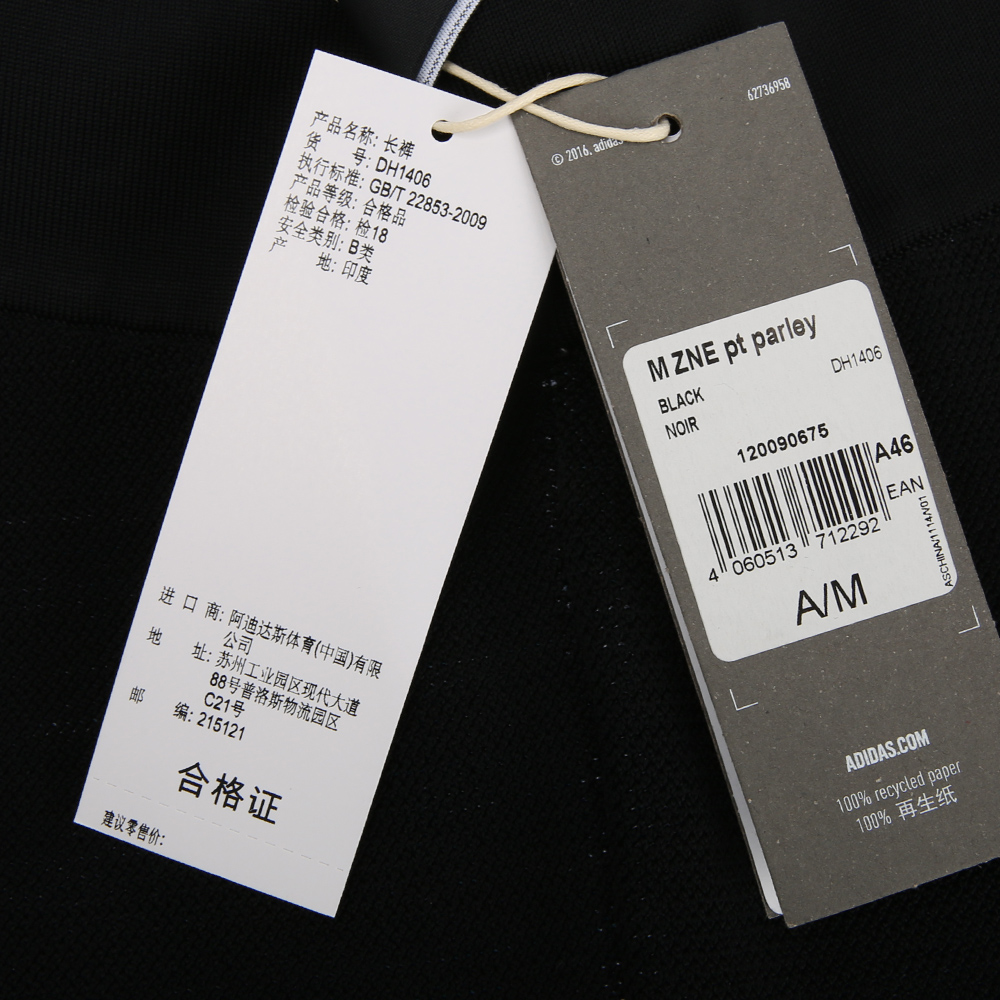 产品名称: 长裤
货 号: DH1406
执行标准: GB/T 22853-2009
产品等级: 合格品
检验合格: 检18
安全类别: B类
产 地: 印度
进 口 商: 阿迪达斯体育(中国)有限
公司
地 址: 苏州工业园区现代大道
88号普洛斯物流园区
C21号
邮 编: 215121
合格证
建议零售价:
62736958
© 2016, adidas
M ZNE pt parley
DH1406
BLACK
NOIR
120090675
A46
EAN
4 060513 712292
ASCHINA/114/V01
A/M
ADIDAS.COM
100% recycled paper
100% 再生纸